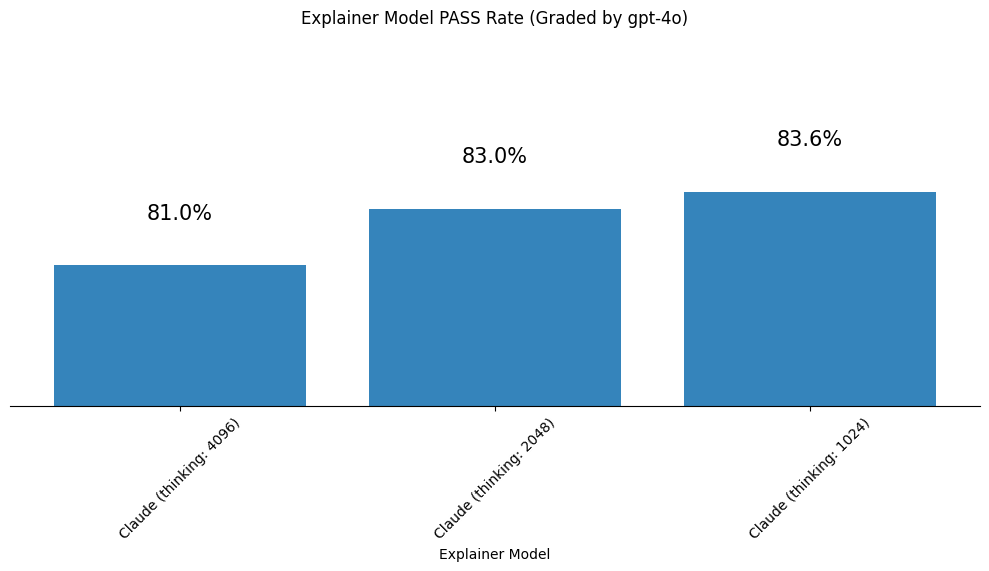 Explainer Model PASS Rate (Graded by gpt-4o)
81.0%
83.0%
83.6%
Claude (thinking: 4096)
Claude (thinking: 2048)
Claude (thinking: 1024)
Explainer Model